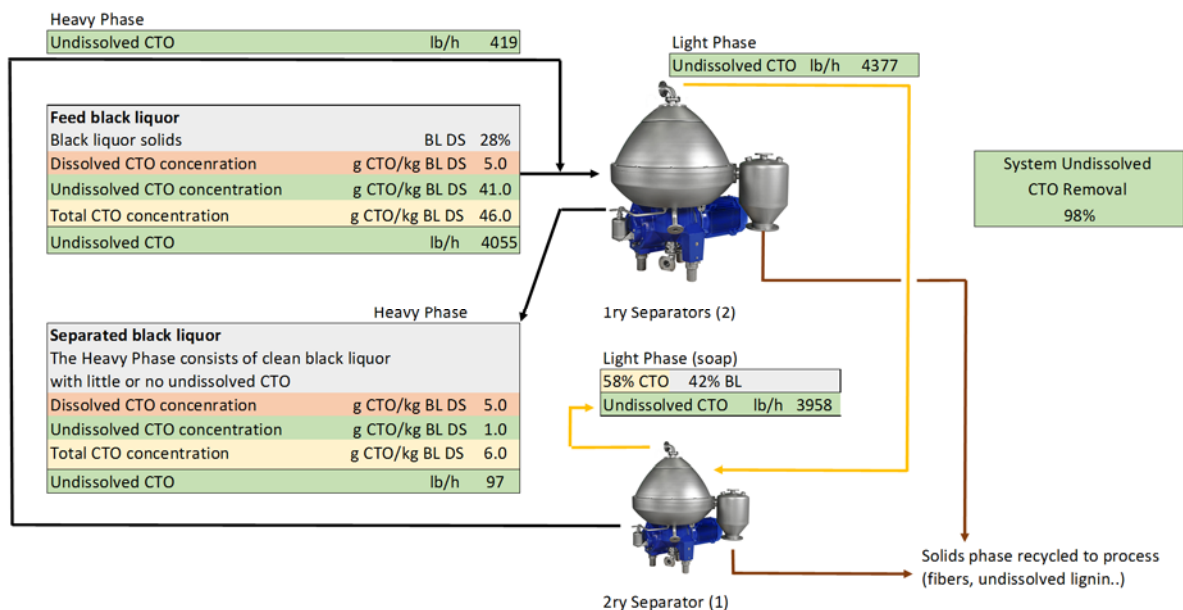 Heavy Phase
Undissolved CTO lb/h 419
Light Phase
Undissolved CTO lb/h 4377
Feed black liquor
Black liquor solids BL DS 28%
Dissolved CTO concenration g CTO/kg BL DS 5.0
Undissolved CTO concentration g CTO/kg BL DS 41.0
Total CTO concentration g CTO/kg BL DS 46.0
Undissolved CTO lb/h 4055
System Undissolved
CTO Removal
98%
Heavy Phase
1ry Separators (2)
Separated black liquor
The Heavy Phase consists of clean black liquor
with little or no undissolved CTO
Dissolved CTO concenration g CTO/kg BL DS 5.0
Undissolved CTO concentration g CTO/kg BL DS 1.0
Total CTO concentration g CTO/kg BL DS 6.0
Undissolved CTO lb/h 97
Light Phase (soap)
58% CTO 42% BL
Undissolved CTO lb/h 3958
Solids phase recycled to process
(fibers, undissolved lignin..)
2ry Separator (1)